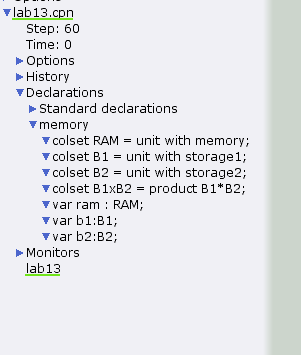 lab13.cpn
Step: 60
Time: 0
Options
History
Declarations
Standard declarations
memory
colset RAM = unit with memory;
colset B1 = unit with storage1;
colset B2 = unit with storage2;
colset B1xB2 = product B1*B2;
var ram : RAM;
var b1:B1;
var b2:B2;
Monitors
lab13